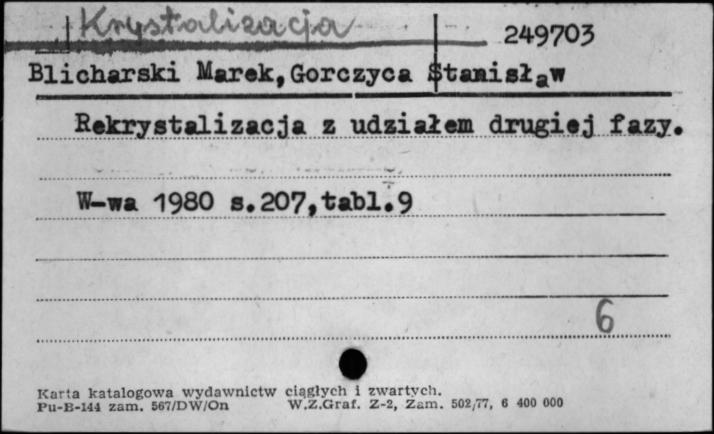 Krystalizacja
249703
Blicharski Marek, Gorczyca Stanisław
Rekrystalizacja z udziałem drugiej fazy.
W-wa 1980 s.207,tabl.9
6
Karta katalogowa wydawnictw ciągłych i zwartych.
Pu-B-144 zam. 567/DW/On W.Z.Graf. Z-2, Zam. 502/77, 6 400 000